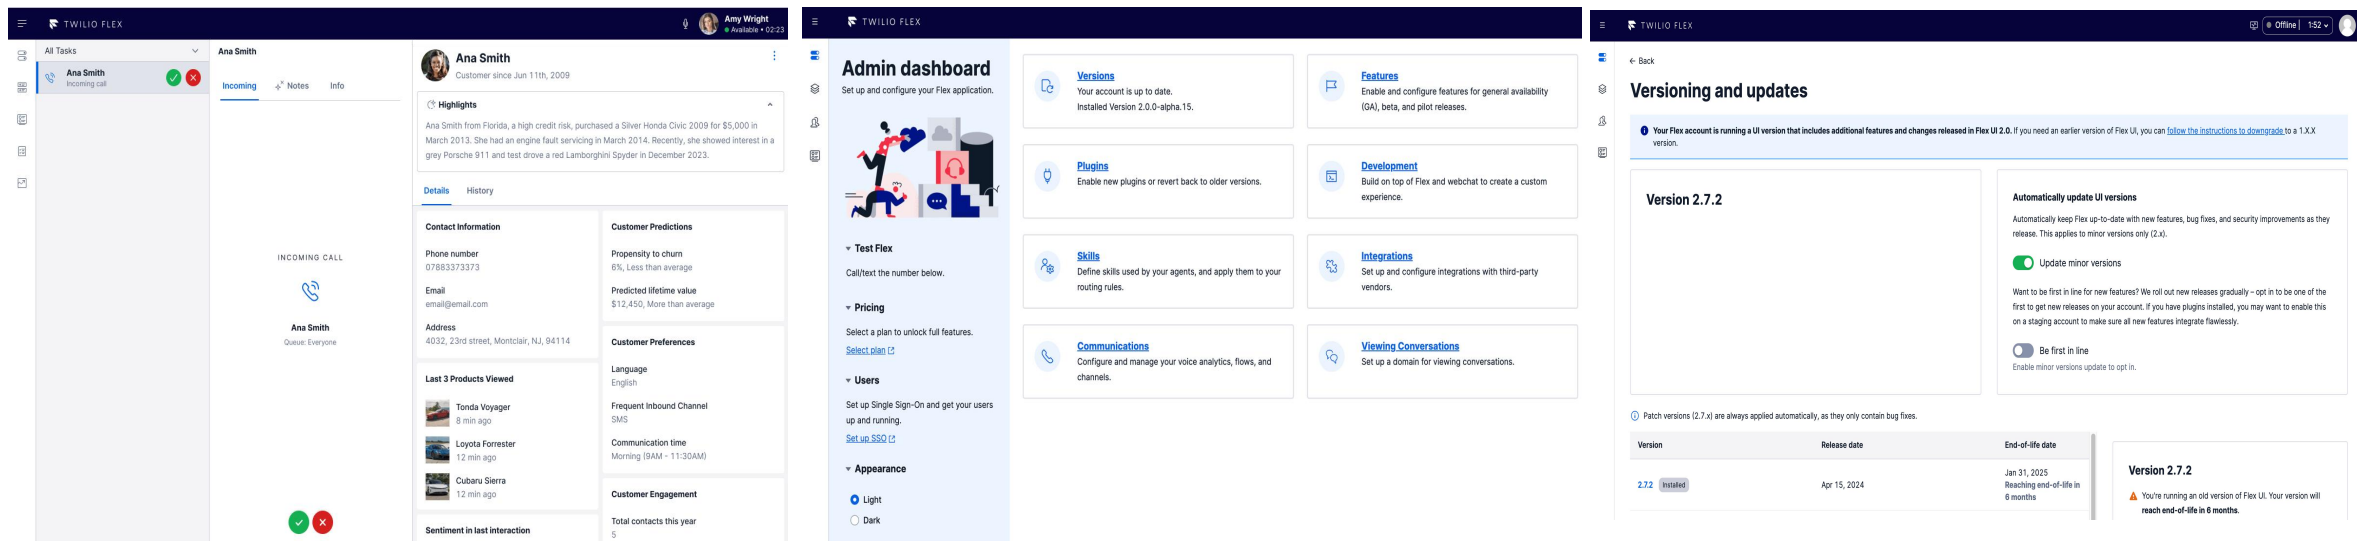 TWILIO FLEX
Amy Wright
Available • 02:23
All Tasks
Ana Smith
Incoming call
Ana Smith
Incoming
Notes
Info
INCOMING CALL
Ana Smith
Queue: Everyone
Ana Smith
Customer since Jun 11th, 2009
Highlights
Ana Smith from Florida, a high credit risk, purchased a Silver Honda Civic 2009 for $5,000 in
March 2013. She had an engine fault servicing in March 2014. Recently, she showed interest in a
grey Porsche 911 and test drove a red Lamborghini Spyder in December 2023.
Details
History
Contact Information
Phone number
07883373373
Email
email@email.com
Address
4032, 23rd street, Montclair, NJ, 94114
Last 3 Products Viewed
Tonda Voyager
8 min ago
Loyota Forrester
12 min ago
Cubaru Sierra
12 min ago
Sentiment in last interaction
Customer Predictions
Propensity to churn
6%, Less than average
Predicted lifetime value
$12,450, More than average
Customer Preferences
Language
English
Frequent Inbound Channel
SMS
Communication time
Morning (9AM - 11:30AM)
Customer Engagement
Total contacts this year
5
TWILIO FLEX
Admin dashboard
Set up and configure your Flex application.
Test Flex
Call/text the number below.
Pricing
Select a plan to unlock full features.
Select plan
Users
Set up Single Sign-On and get your users
up and running.
Set up SSO
Appearance
Light
Dark
Versions
Your account is up to date.
Installed Version 2.0.0-alpha.15.
Features
Enable and configure features for general availability
(GA), beta, and pilot releases.
Plugins
Enable new plugins or revert back to older versions.
Development
Build on top of Flex and webchat to create a custom
experience.
Skills
Define skills used by your agents, and apply them to your
routing rules.
Integrations
Set up and configure integrations with third-party
vendors.
Communications
Configure and manage your voice analytics, flows, and
channels.
Viewing Conversations
Set up a domain for viewing conversations.
TWILIO FLEX
Offline | 1:52
← Back
Versioning and updates
Your Flex account is running a UI version that includes additional features and changes released in Flex UI 2.0. If you need an earlier version of Flex UI, you can follow the instructions to downgrade to a 1.X.X
version.
Version 2.7.2
Automatically update UI versions
Automatically keep Flex up-to-date with new features, bug fixes, and security improvements as they
release. This applies to minor versions only (2.x).
Update minor versions
Want to be first in line for new features? We roll out new releases gradually – opt in to be one of the
first to get new releases on your account. If you have plugins installed, you may want to enable this
on a staging account to make sure all new features integrate flawlessly.
Be first in line
Enable minor versions update to opt in.
Patch versions (2.7.x) are always applied automatically, as they only contain bug fixes.
Version
Release date
End-of-life date
2.7.2 Installed
Apr 15, 2024
Jan 31, 2025
Reaching end-of-life in
6 months
Version 2.7.2
You're running an old version of Flex UI. Your version will
reach end-of-life in 6 months.